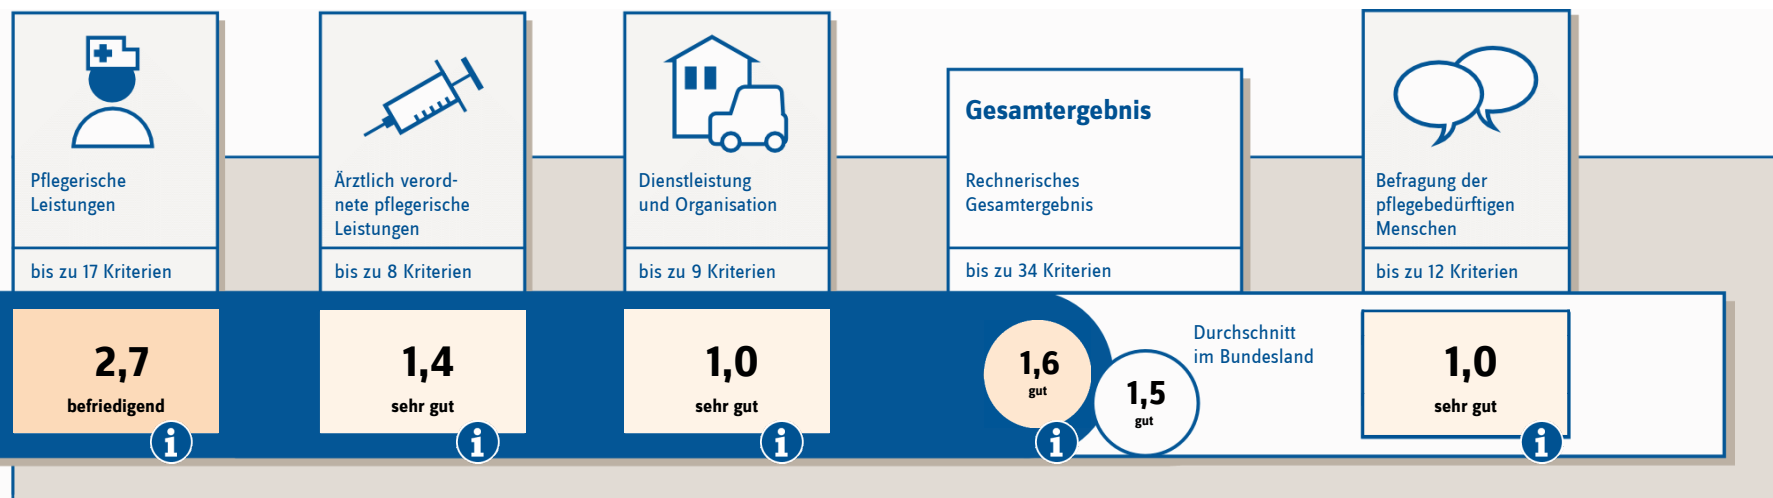 Pflegerische
Leistungen
bis zu 17 Kriterien
2,7
befriedigend
i
Ärztlich verord-
nete pflegerische
Leistungen
bis zu 8 Kriterien
1,4
sehr gut
i
Dienstleistung
und Organisation
bis zu 9 Kriterien
1,0
sehr gut
i
Gesamtergebnis
Rechnerisches
Gesamtergebnis
bis zu 34 Kriterien
1,6
gut
i
1,5
gut
Durchschnitt
im Bundesland
Befragung der
pflegebedürftigen
Menschen
bis zu 12 Kriterien
1,0
sehr gut
i